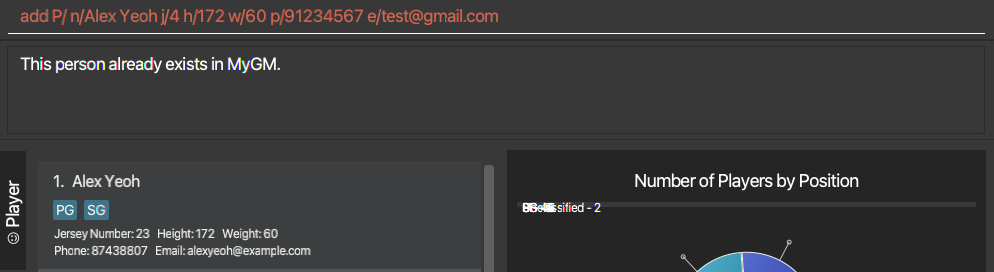 add P/ n/Alex Yeoh j/4 h/172 w/60 p/91234567 e/test@gmail.com
This person already exists in MyGM.
Player
1. Alex Yeoh
PG SG
Jersey Number: 23 Height: 172 Weight: 60
Phone: 87438807 Email: alexyeoh@example.com
Number of Players by Position
- 2